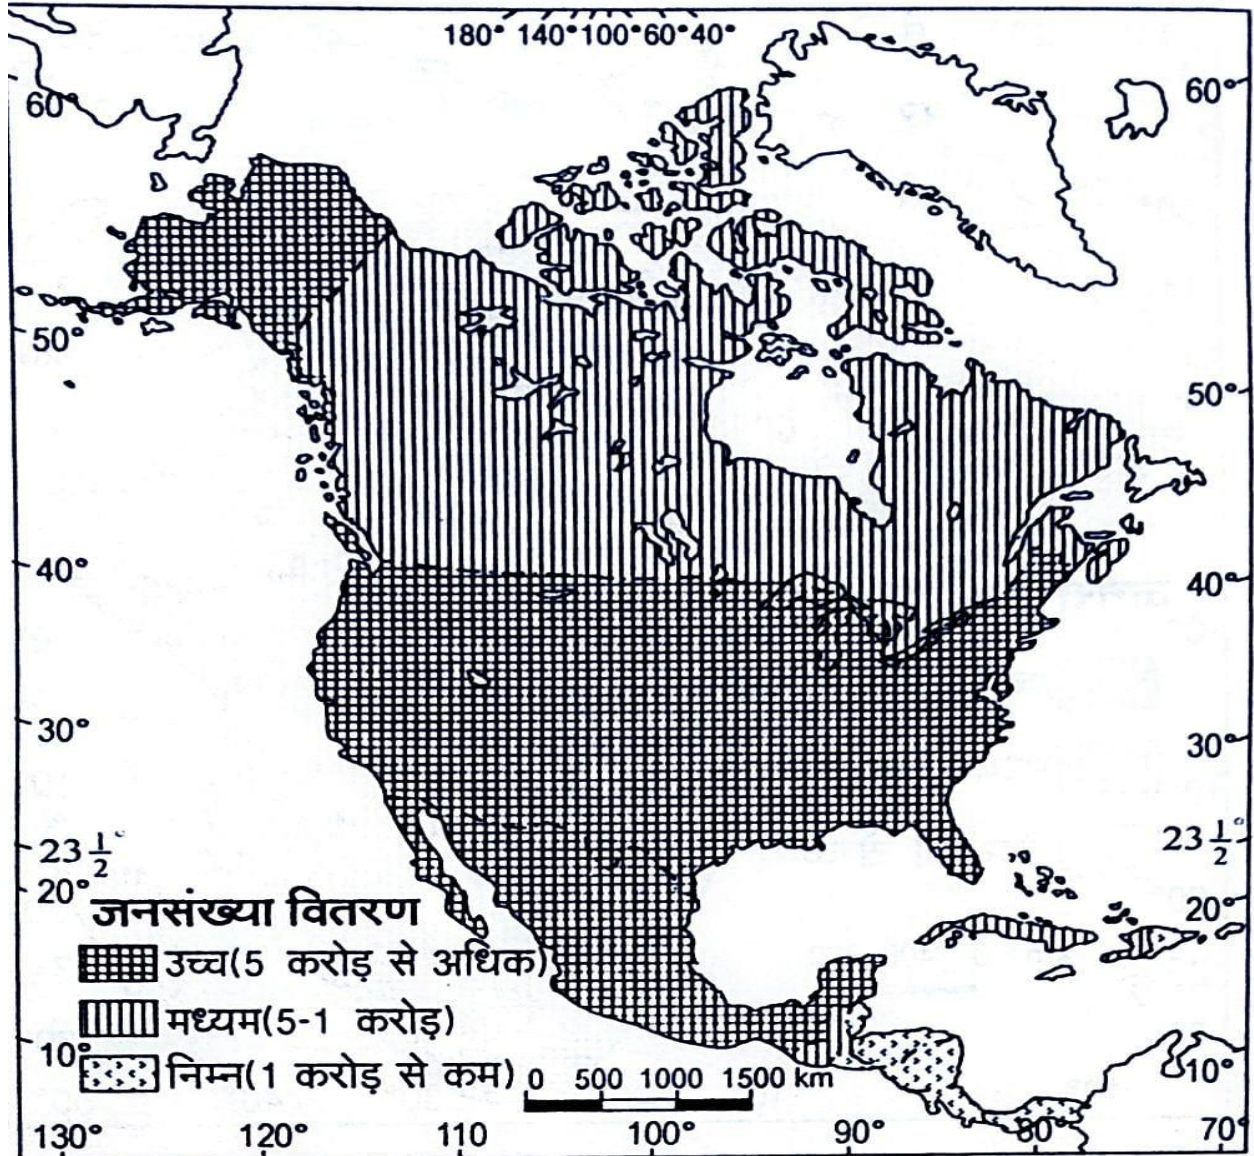 180° 140° 100° 60° 40°
60° 60°
50° 50°
40° 40°
30° 30°
23 1/2° 23 1/2°
20° 20°
जनसंख्या वितरण
उच्च(5 करोड़ से अधिक)
मध्यम(5-1 करोड़)
10° 10°
निम्न(1 करोड़ से कम)
0 500 1000 1500 km
130° 120° 110 100° 90° 80° 70°